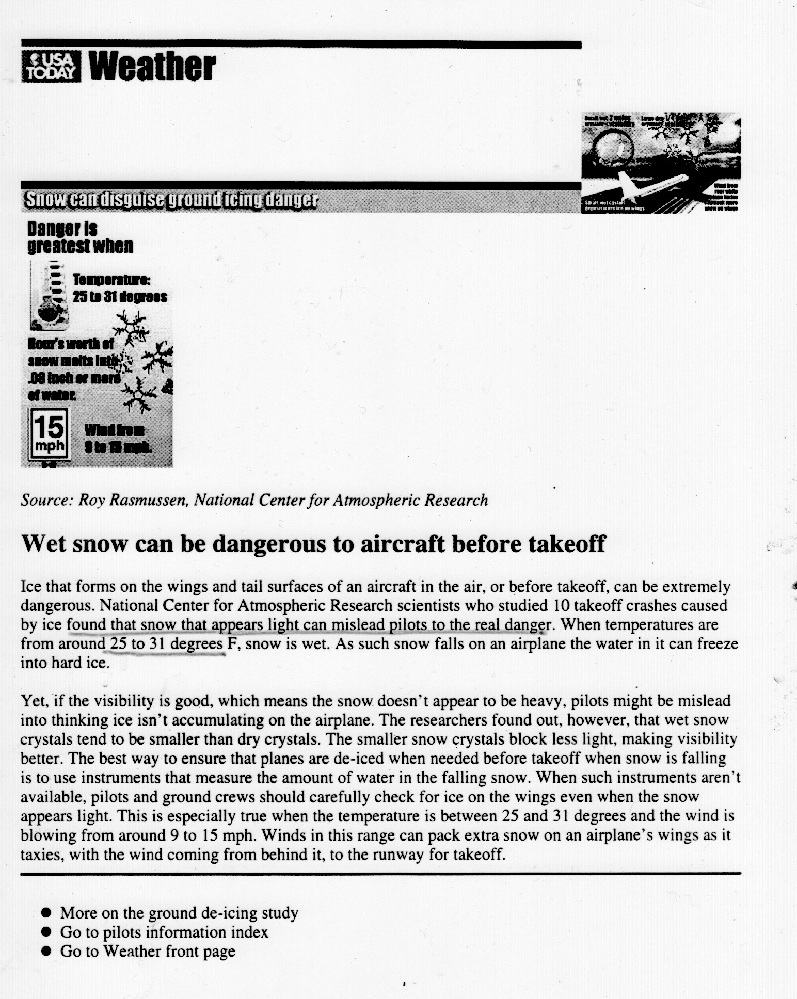 USA
TODAY
Weather
Small wet 2 miles
crystals: visibility
Large dry 1/4 mile
crystals: visibility
Wind from
rear while
plane taxies
can pack more
snow on wings
Small wet crystals
deposit more ice on wings
Snow can disguise ground icing danger
Danger is
greatest when
Temperature:
25 to 31 degrees
Hour's worth of
snow melts into
inch or more
of water.
15
mph
Wind from
9 to 15 mph.
Source: Roy Rasmussen, National Center for Atmospheric Research
Wet snow can be dangerous to aircraft before takeoff
Ice that forms on the wings and tail surfaces of an aircraft in the air, or before takeoff, can be extremely
dangerous. National Center for Atmospheric Research scientists who studied 10 takeoff crashes caused
by ice found that snow that appears light can mislead pilots to the real danger. When temperatures are
from around 25 to 31 degrees F, snow is wet. As such snow falls on an airplane the water in it can freeze
into hard ice.
Yet, if the visibility is good, which means the snow doesn't appear to be heavy, pilots might be mislead
into thinking ice isn't accumulating on the airplane. The researchers found out, however, that wet snow
crystals tend to be smaller than dry crystals. The smaller snow crystals block less light, making visibility
better. The best way to ensure that planes are de-iced when needed before takeoff when snow is falling
is to use instruments that measure the amount of water in the falling snow. When such instruments aren't
available, pilots and ground crews should carefully check for ice on the wings even when the snow
appears light. This is especially true when the temperature is between 25 and 31 degrees and the wind is
blowing from around 9 to 15 mph. Winds in this range can pack extra snow on an airplane's wings as it
taxies, with the wind coming from behind it, to the runway for takeoff.
● More on the ground de-icing study
● Go to pilots information index
● Go to Weather front page